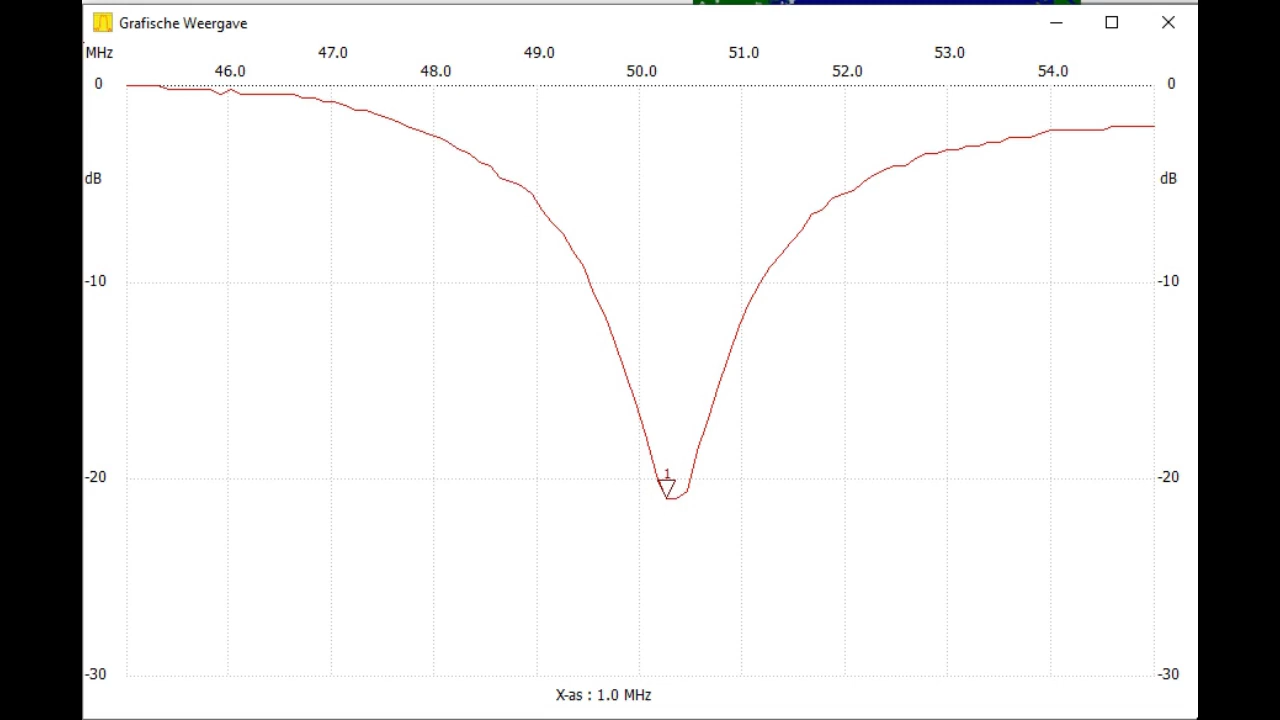 Grafische Weergave
MHz 47.0 49.0 51.0 53.0
46.0 48.0 50.0 52.0 54.0
0 0
dB dB
-10 -10
1
-20 -20
-30 -30
X-as : 1.0 MHz